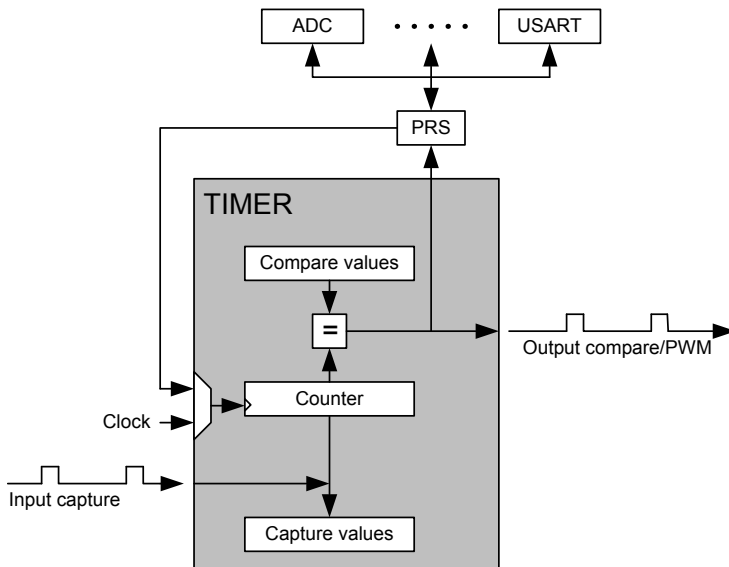 ADC
. . . . .
USART
PRS
TIMER
Compare values
=
Output compare/PWM
Counter
Clock
Input capture
Capture values